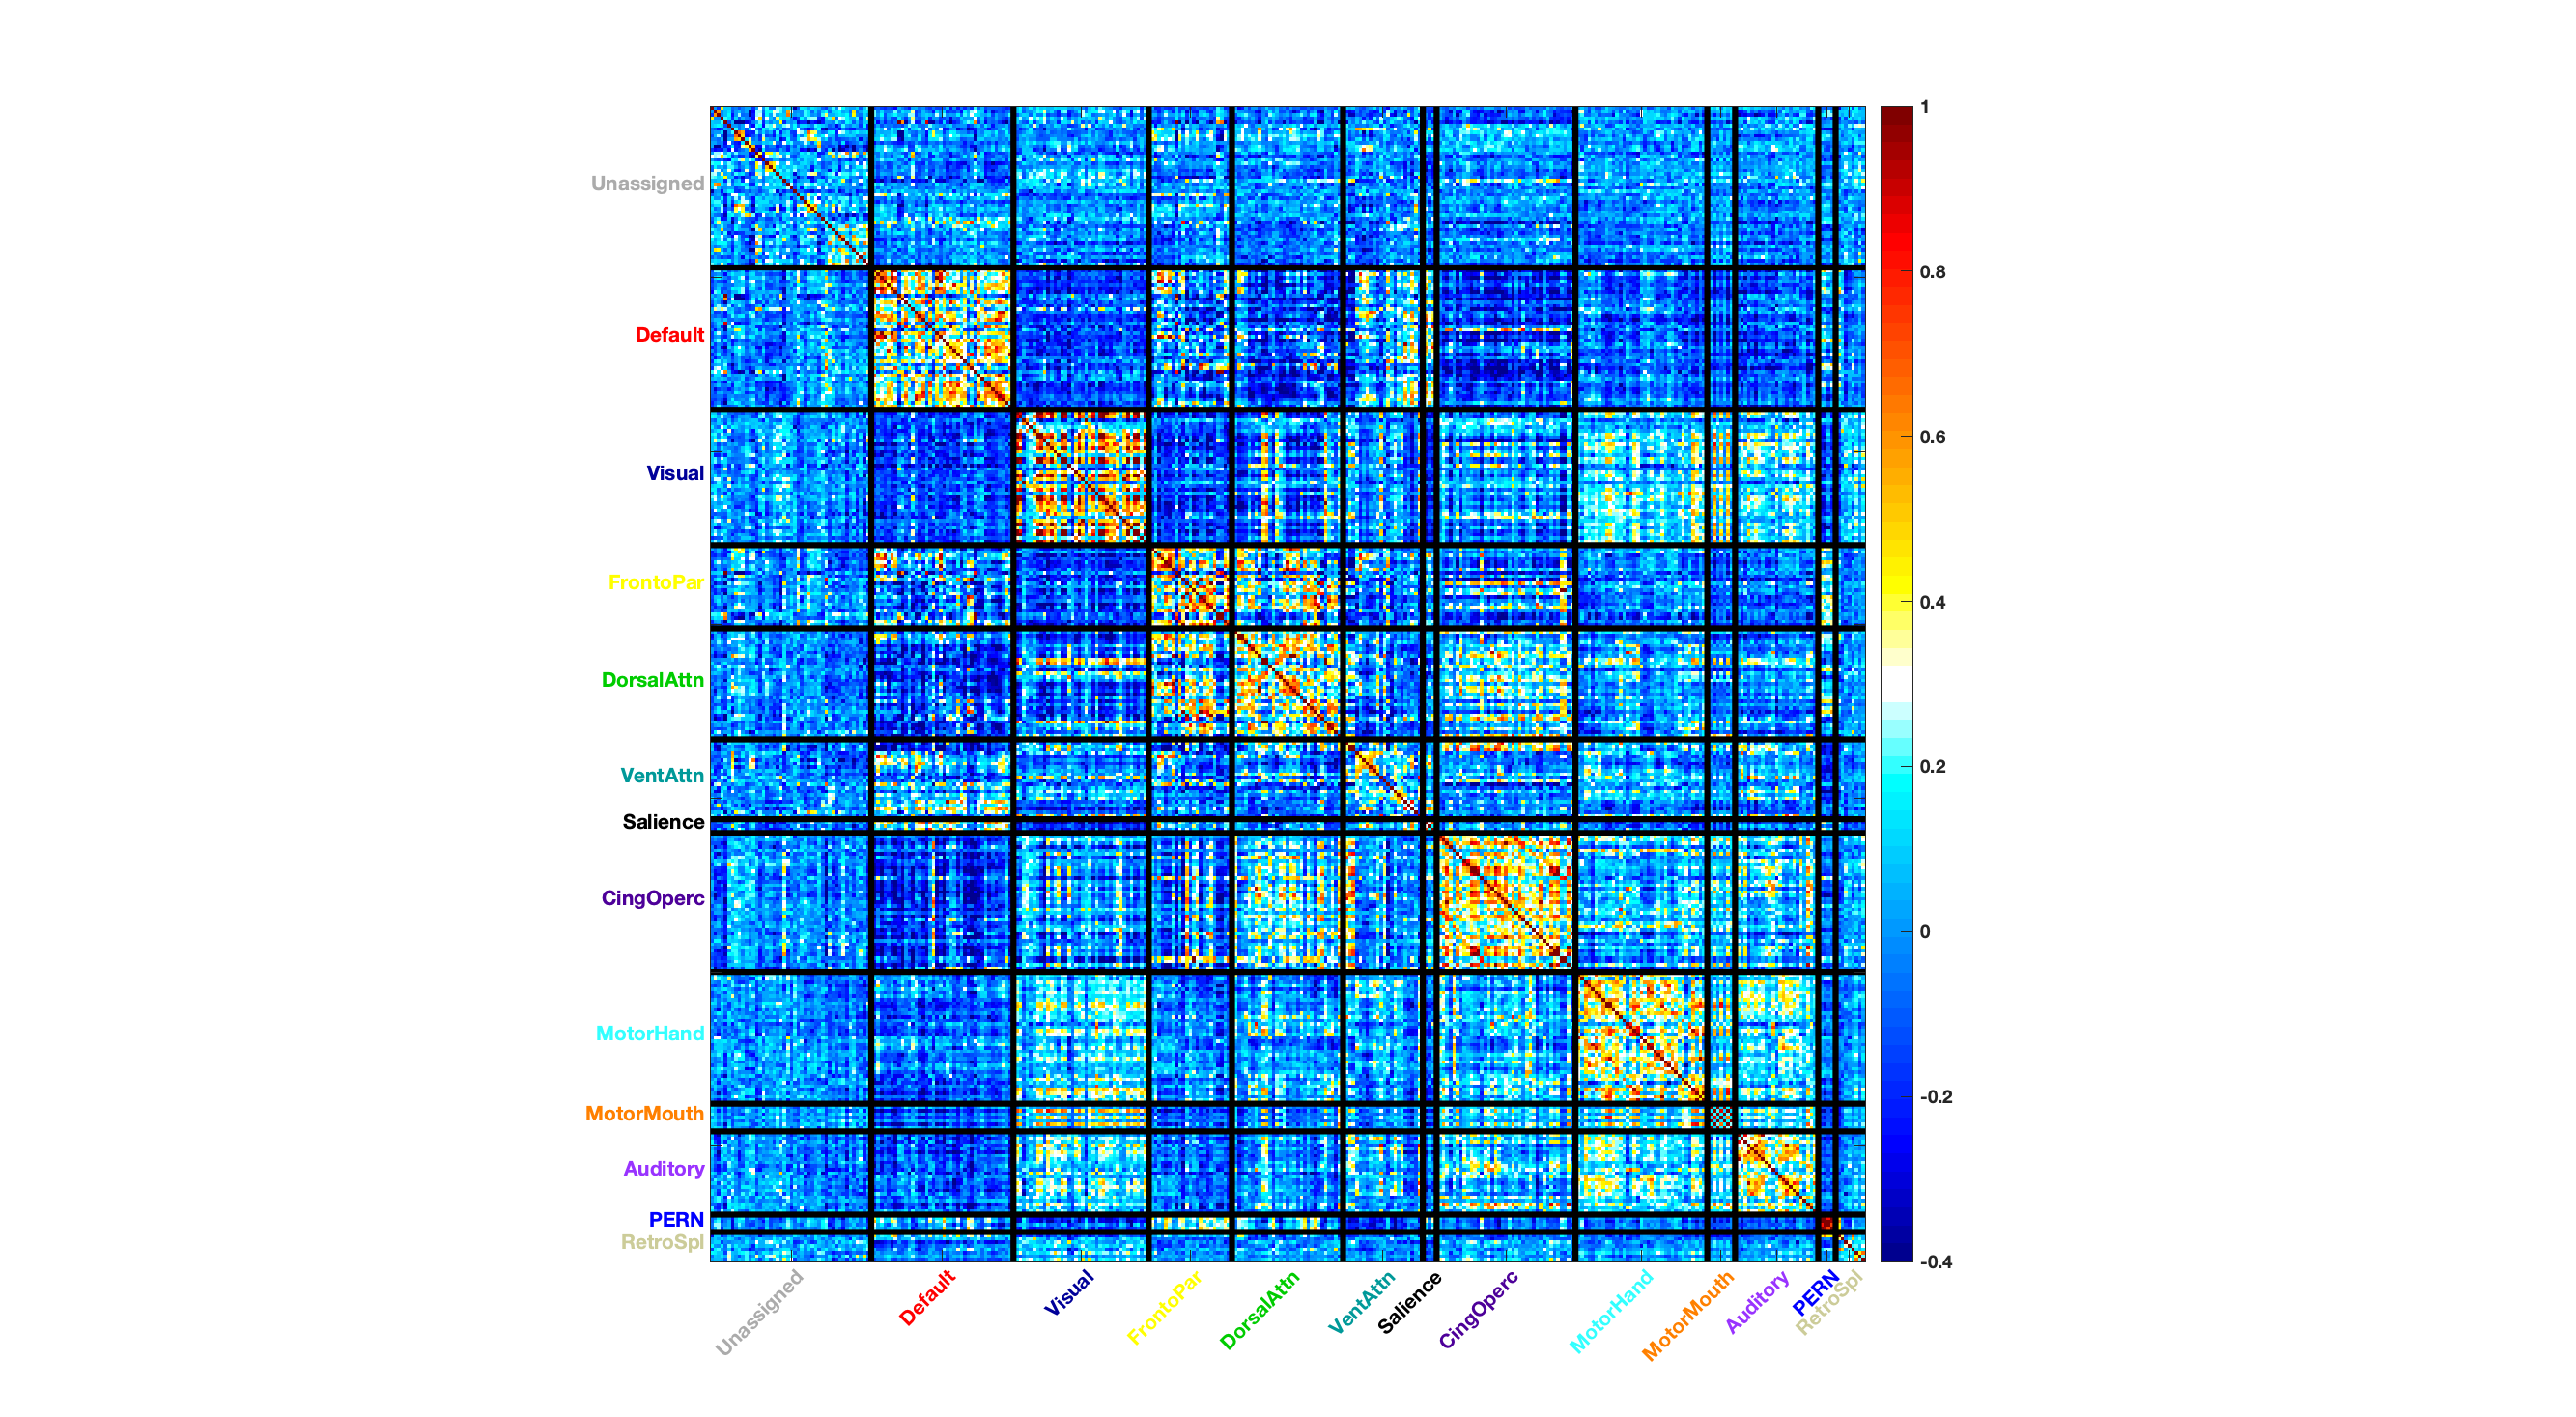 Unassigned
Default
Visual
FrontoPar
DorsalAttn
VentAttn
Salience
CingOperc
MotorHand
MotorMouth
Auditory
PERN
RetroSpl
Unassigned
Default
Visual
FrontoPar
DorsalAttn
VentAttn
Salience
CingOperc
MotorHand
MotorMouth
Auditory
PERN
RetroSpl
1
0.8
0.6
0.4
0.2
0
-0.2
-0.4